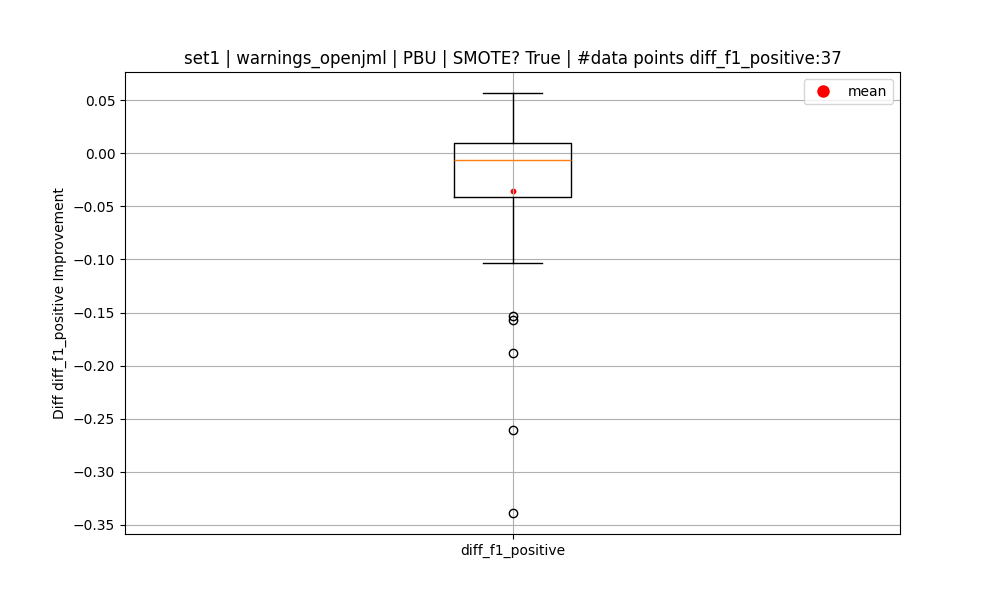 set1 | warnings_openjml | PBU | SMOTE? True | #data points diff_f1_positive:37
mean
Diff diff_f1_positive Improvement
0.05
0.00
−0.05
−0.10
−0.15
−0.20
−0.25
−0.30
−0.35
diff_f1_positive